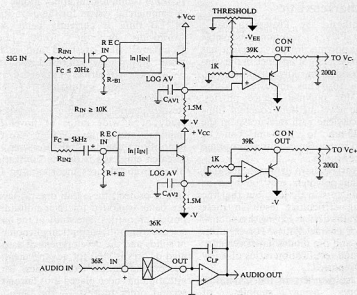 + VCC
THRESHOLD
-VEE
SIG IN
RIN1
REC IN
ln|IIN|
39K
CON OUT
TO VC-
FC ≤ 20Hz
R-B1
1K
200Ω
LOG AV
CAV1
1.5M
-V
-V
RIN ≥ 10K
+VCC
FC = 5kHz
REC IN
ln|IIN|
39K
CON OUT
TO VC+
RIN2
R+B2
1K
200Ω
LOG AV
CAV2
1.5M
-V
-V
36K
AUDIO IN
36K
IN
+
OUT
CLP
AUDIO OUT